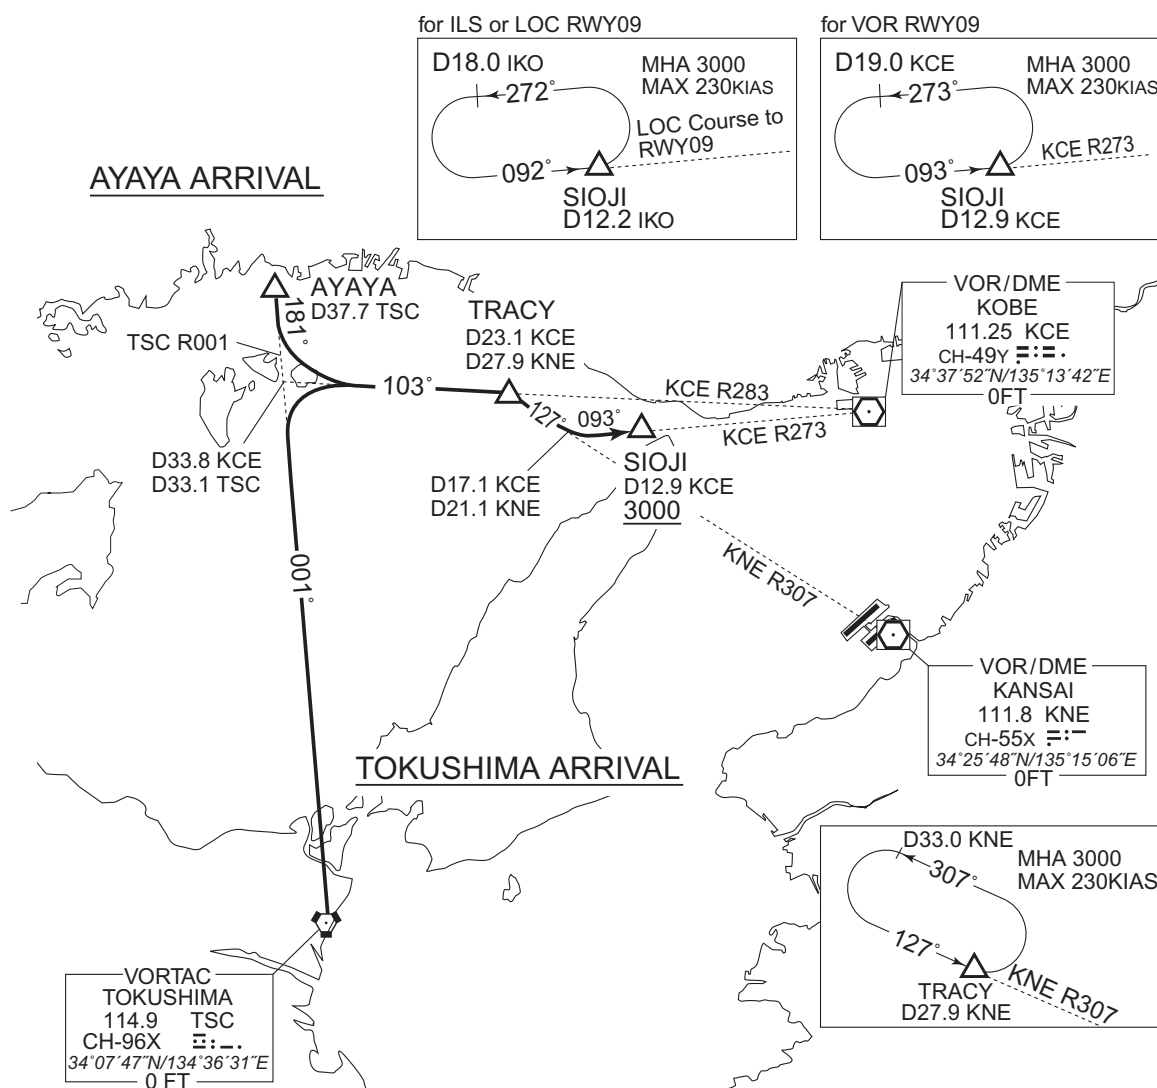 for ILS or LOC RWY09
D18.0 IKO
MHA 3000
MAX 230KIAS
272°
LOC Course to
RWY09
092°
SIOJI
D12.2 IKO
for VOR RWY09
D19.0 KCE
MHA 3000
MAX 230KIAS
273°
KCE R273
093°
SIOJI
D12.9 KCE
AYAYA ARRIVAL
AYAYA
D37.7 TSC
181°
TSC R001
TRACY
D23.1 KCE
D27.9 KNE
VOR/DME
KOBE
111.25 KCE
CH-49Y
34°37´52˝N/135°13´42˝E
0FT
103°
KCE R283
127°
093°
KCE R273
D33.8 KCE
D33.1 TSC
D17.1 KCE
D21.1 KNE
SIOJI
D12.9 KCE
3000
001°
KNE R307
VOR/DME
KANSAI
111.8 KNE
CH-55X
34°25´48˝N/135°15´06˝E
0FT
TOKUSHIMA ARRIVAL
D33.0 KNE
MHA 3000
MAX 230KIAS
307°
127°
TRACY
D27.9 KNE
KNE R307
VORTAC
TOKUSHIMA
114.9 TSC
CH-96X
34°07´47˝N/134°36´31˝E
0 FT